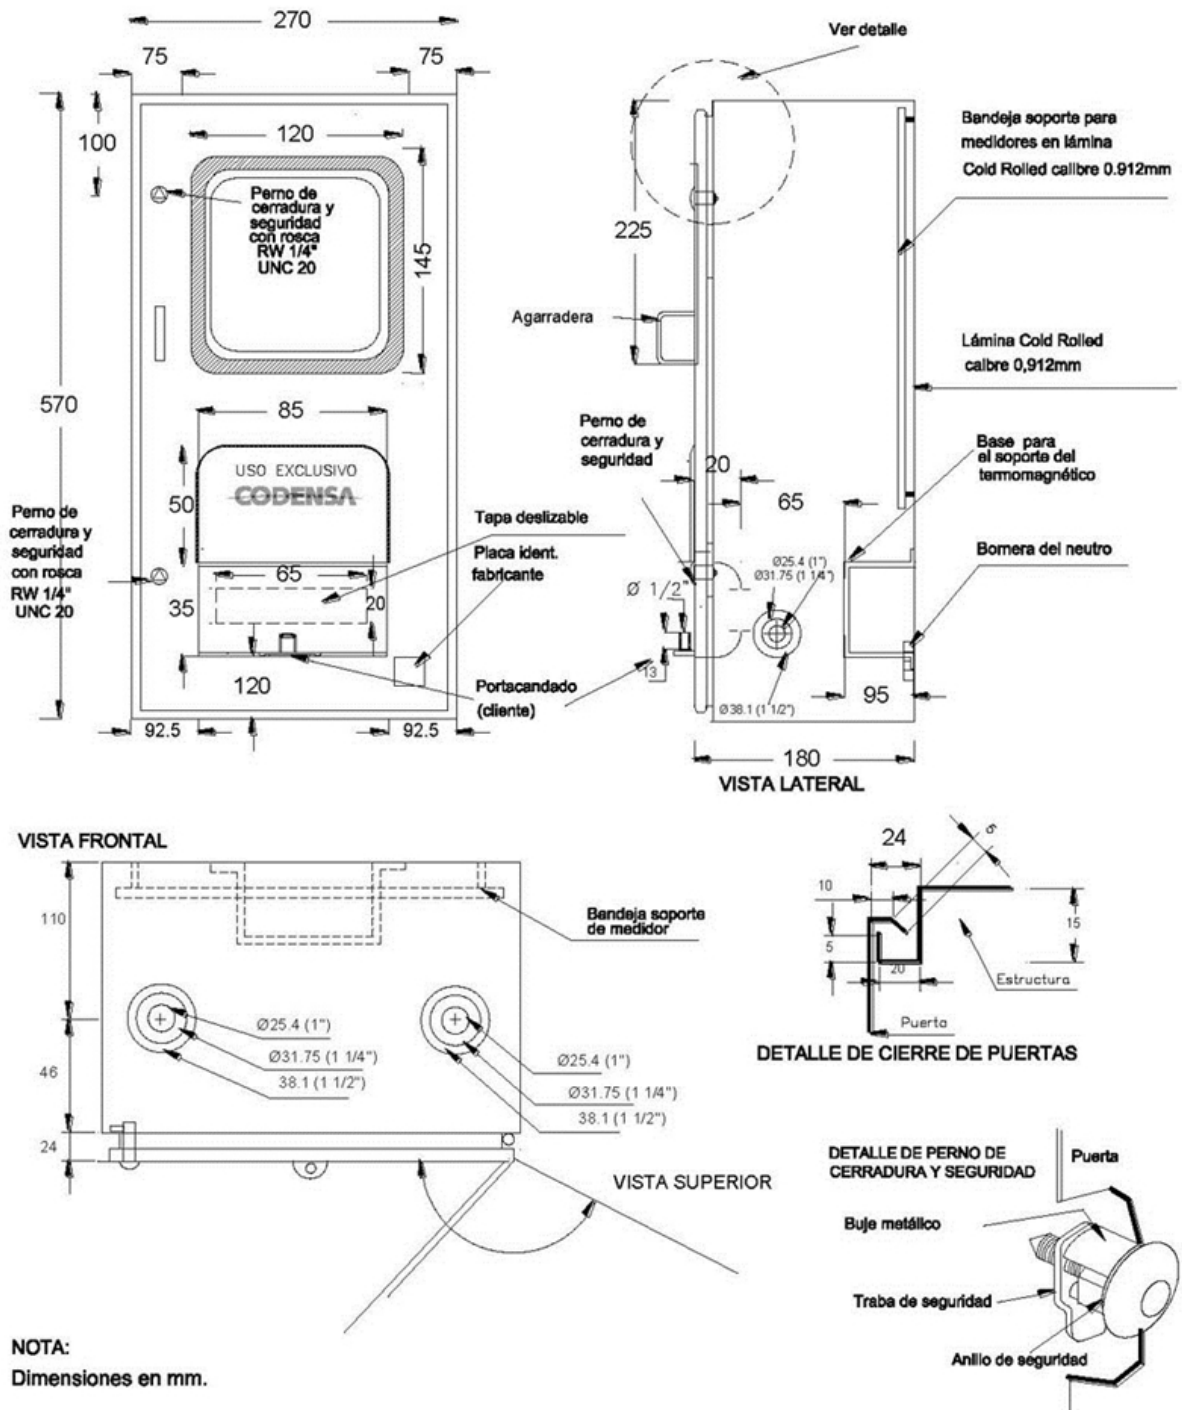 270
75
75
100
120
Perno de
cerradura y
seguridad
con rosca
RW 1/4"
UNC 20
145
570
85
USO EXCLUSIVO
CODENSA
50
Perno de
cerradura y
seguridad
con rosca
RW 1/4"
UNC 20
Tapa deslizable
Placa ident.
fabricante
65
35
20
120
Portacandado
(cliente)
92.5
92.5
VISTA FRONTAL
Ver detalle
Bandeja soporte para
medidores en lámina
Cold Rolled calibre 0.912mm
225
Agarradera
Lámina Cold Rolled
calbre 0,912mm
Perno de
cerradura y
seguridad
20
65
Base para
el soporte del
termomagnético
Ø25.4 (1")
Ø31.75 (1 1/4")
Bornera del neutro
Ø 1/2"
13
Ø38.1 (1 1/2")
95
180
VISTA LATERAL
110
46
24
Bandeja soporte
de medidor
Ø25.4 (1")
Ø31.75 (1 1/4")
38.1 (1 1/2")
Ø25.4 (1")
Ø31.75 (1 1/4")
38.1 (1 1/2")
VISTA SUPERIOR
24
6
10
5
20
15
Estructura
Puerta
DETALLE DE CIERRE DE PUERTAS
DETALLE DE PERNO DE
CERRADURA Y SEGURIDAD
Puerta
Buje metálico
Traba de seguridad
Anillo de seguridad
NOTA:
Dimensiones en mm.